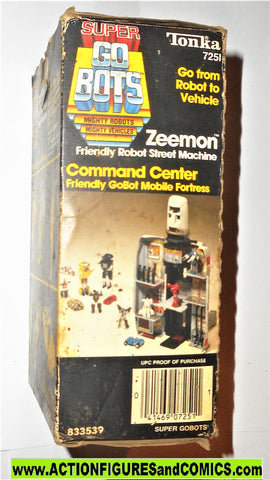 SUPER
GO
BOTS
MIGHTY ROBOTS
MIGHTY VEHICLES
Tonka
7251
Go from
Robot to
Vehicle
Zeemon™
Friendly Robot Street Machine
Command Center
Friendly GoBot Mobile Fortress
UPC PROOF OF PURCHASE
0
1
41469 07251
833539
SUPER GOBOTS
www.ACTIONFIGURESandCOMICS.com